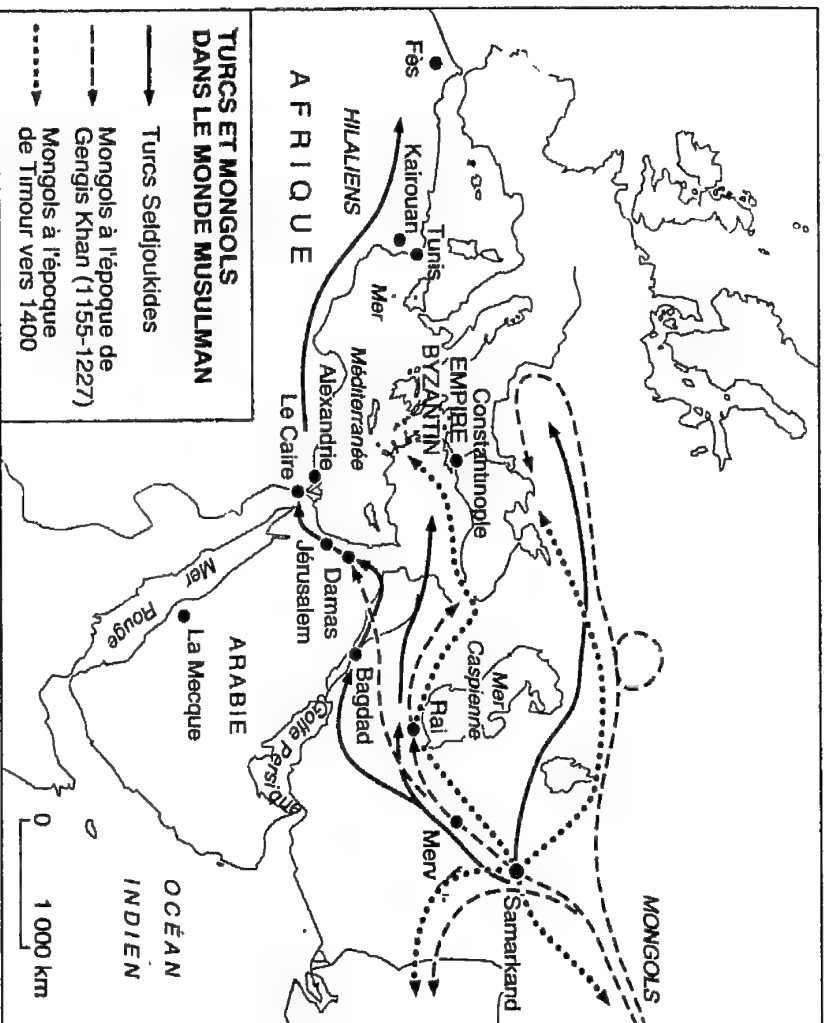 MONGOLS
Samarkand
Merv
Mer
Caspienne
Rai
Constantinople
EMPIRE
BYZANTIN
Mer
Méditerranée
Tunis
Kairouan
Fès
HILALIENS
AFRIQUE
Alexandrie
Le Caire
Jérusalem
Damas
Bagdad
Golfe Persique
ARABIE
La Mecque
Mer Rouge
OCÉAN
INDIEN
0 1 000 km
TURCS ET MONGOLS
DANS LE MONDE MUSULMAN
Turcs Seldjoukides
Mongols à l'époque de
Gengis Khan (1155-1227)
Mongols à l'époque
de Timour vers 1400